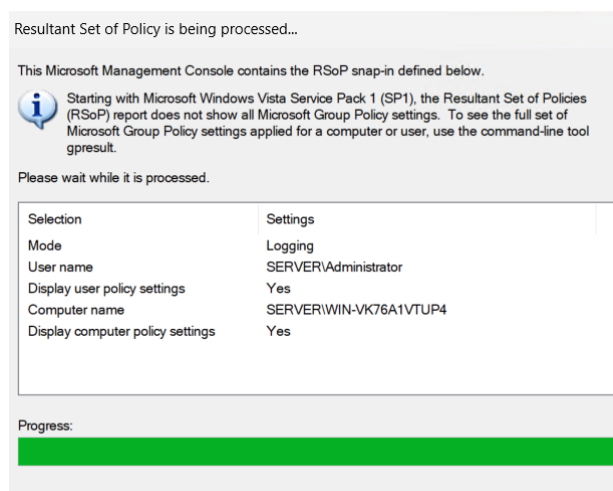 Resultant Set of Policy is being processed...
This Microsoft Management Console contains the RSoP snap-in defined below.
Starting with Microsoft Windows Vista Service Pack 1 (SP1), the Resultant Set of Policies
(RSoP) report does not show all Microsoft Group Policy settings.  To see the full set of
Microsoft Group Policy settings applied for a computer or user, use the command-line tool
gpresult.
Please wait while it is processed.
Selection Settings
Mode Logging
User name SERVER\Administrator
Display user policy settings Yes
Computer name SERVER\WIN-VK76A1VTUP4
Display computer policy settings Yes
Progress: